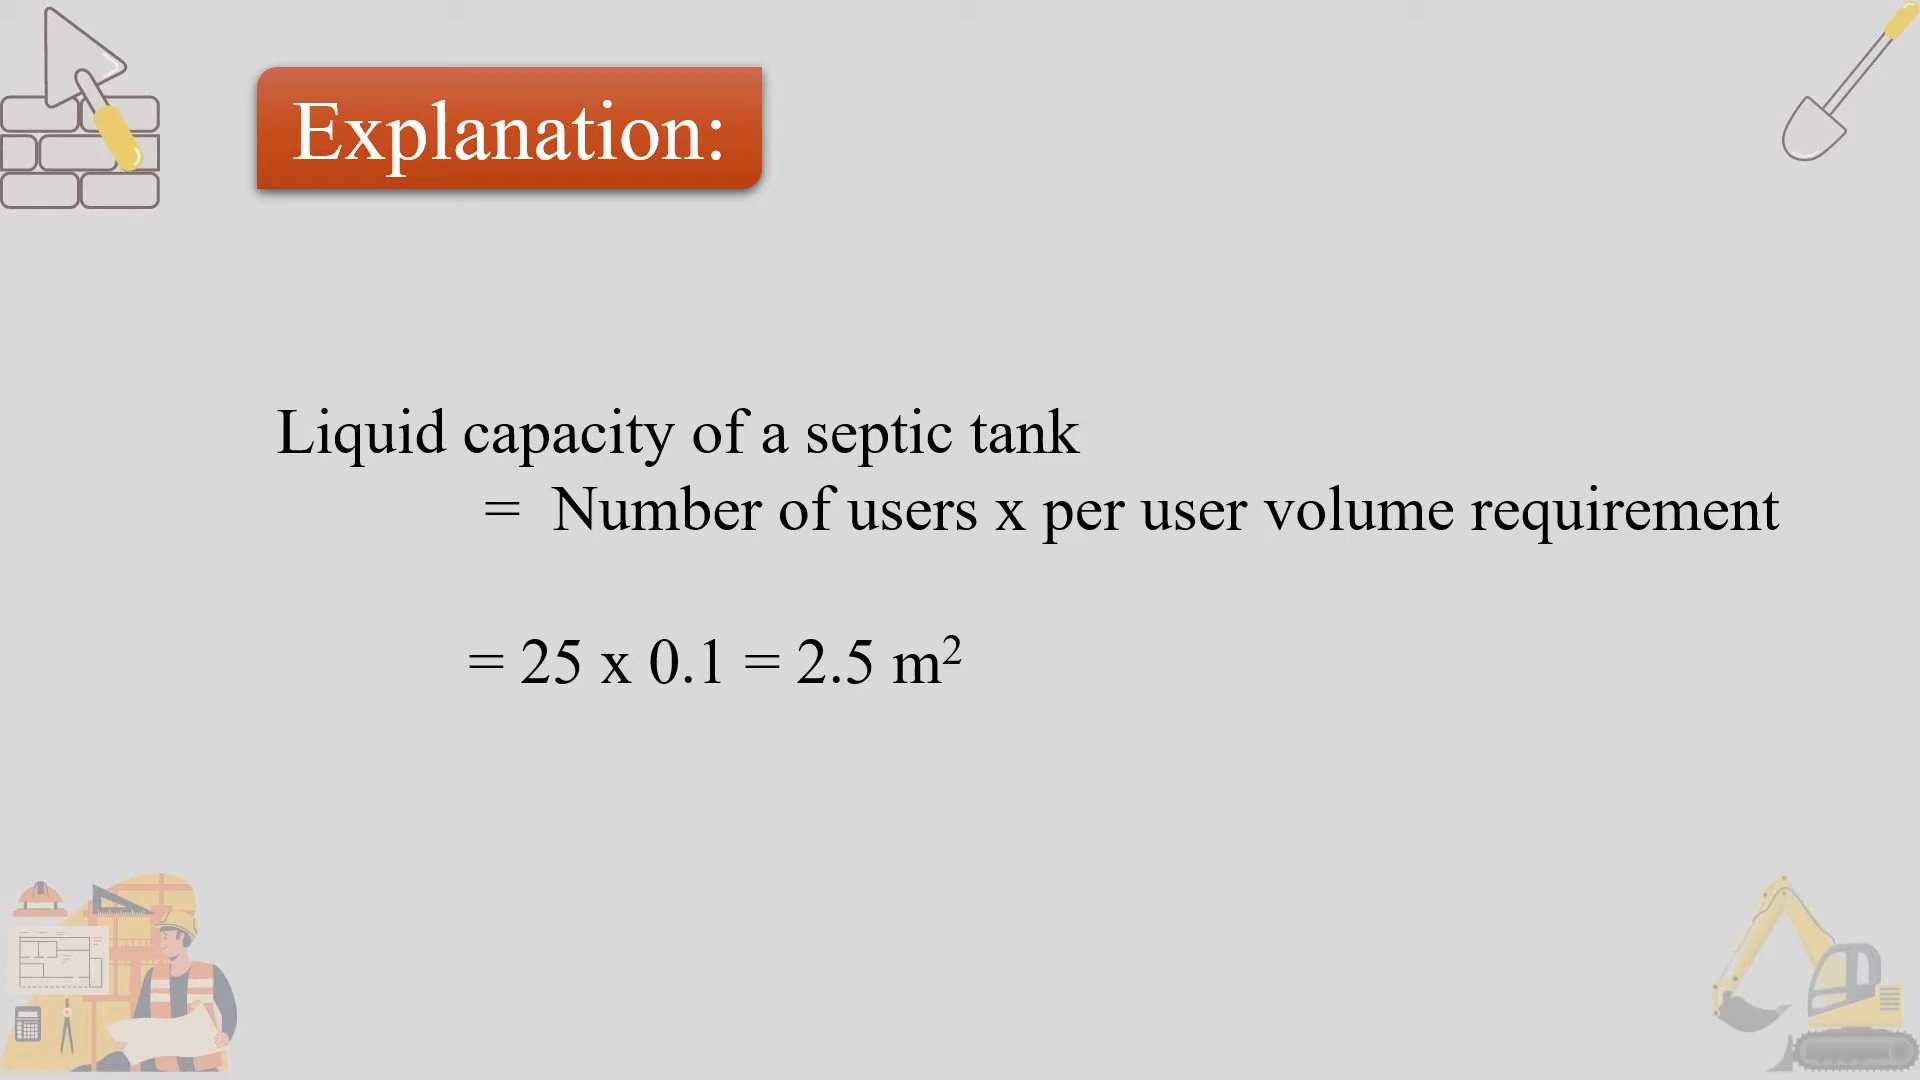 Explanation:
Liquid capacity of a septic tank
= Number of users x per user volume requirement
= 25 x 0.1 = 2.5 m²